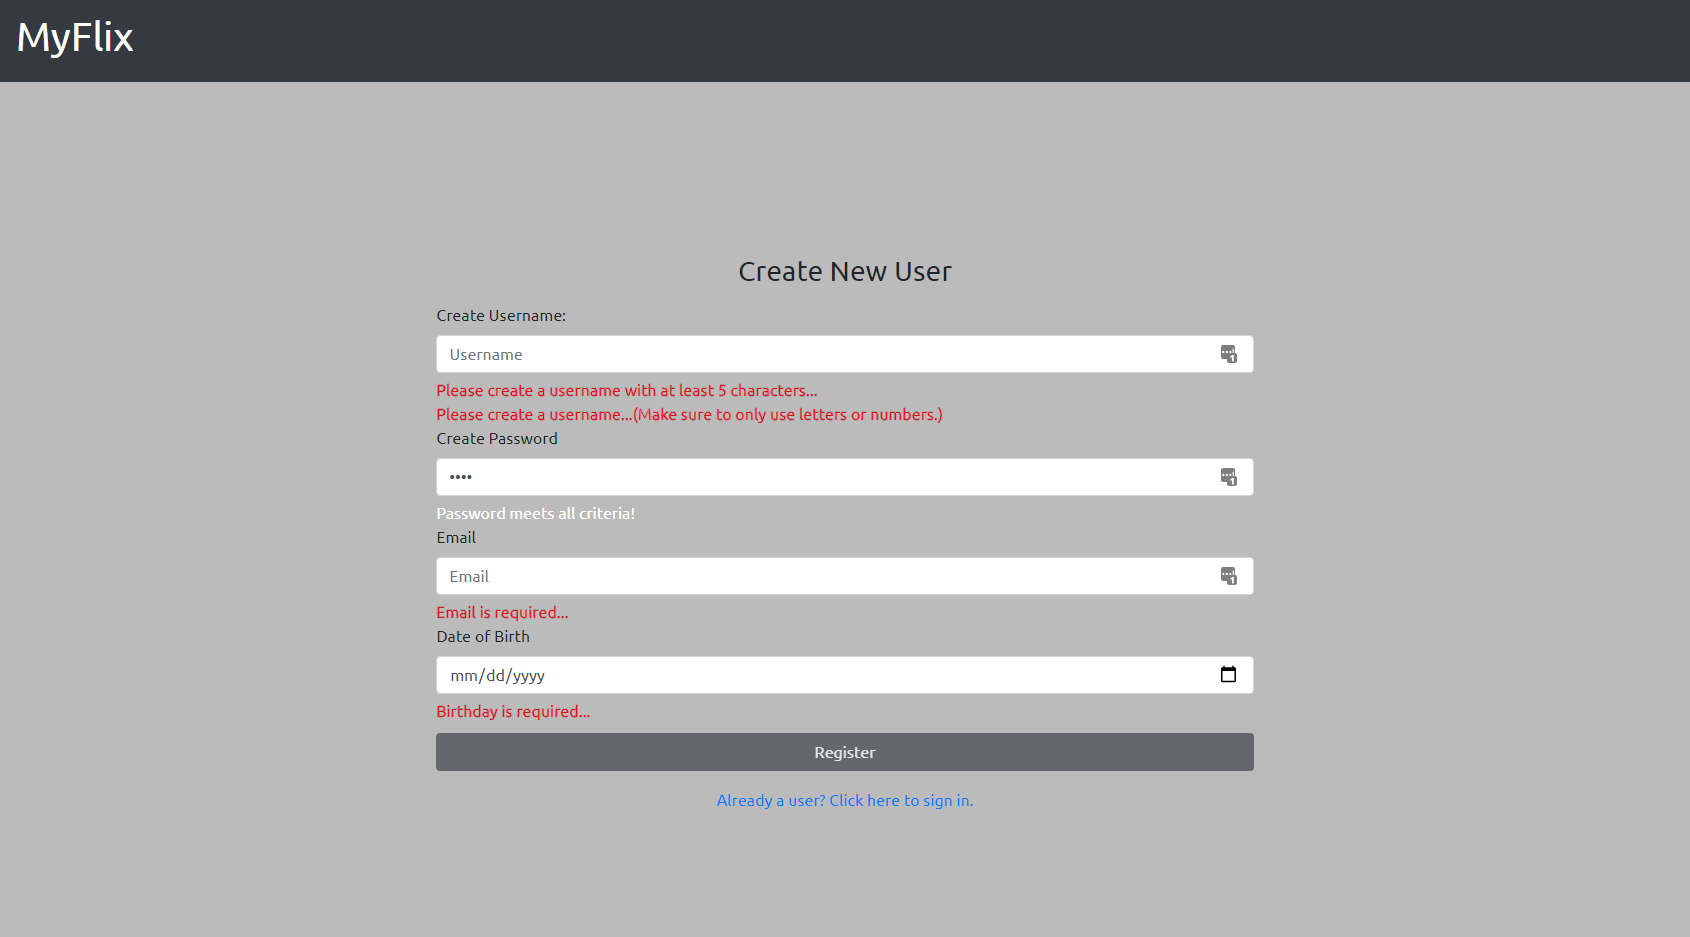 MyFlix
Create New User
Create Username:
Username
Please create a username with at least 5 characters...
Please create a username...(Make sure to only use letters or numbers.)
Create Password
••••
Password meets all criteria!
Email
Email
Email is required...
Date of Birth
mm/dd/yyyy
Birthday is required...
Register
Already a user? Click here to sign in.